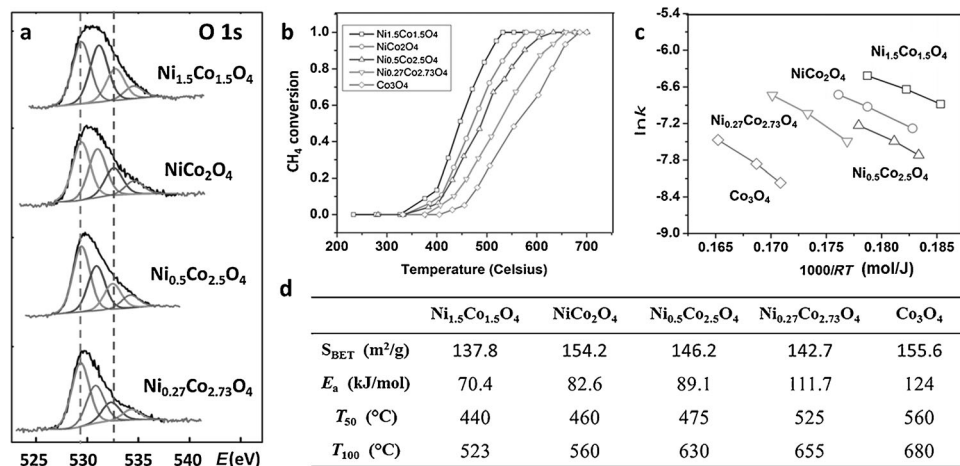 a
O 1s
Ni1.5Co1.5O4
NiCo2O4
Ni0.5Co2.5O4
Ni0.27Co2.73O4
525 530 535 540 E(eV)
b
CH4 conversion
1.0
0.8
0.6
0.4
0.2
0.0
Ni1.5Co1.5O4
NiCo2O4
Ni0.5Co2.5O4
Ni0.27Co2.73O4
Co3O4
200 300 400 500 600 700
Temperature (Celsius)
c
lnk
-5.4
-6.0
-6.6
-7.2
-7.8
-8.4
-9.0
Ni1.5Co1.5O4
NiCo2O4
Ni0.27Co2.73O4
Ni0.5Co2.5O4
Co3O4
0.165 0.170 0.175 0.180 0.185
1000/RT (mol/J)
d
Ni1.5Co1.5O4 NiCo2O4 Ni0.5Co2.5O4 Ni0.27Co2.73O4 Co3O4
SBET (m2/g) 137.8 154.2 146.2 142.7 155.6
Ea (kJ/mol) 70.4 82.6 89.1 111.7 124
T50 (°C) 440 460 475 525 560
T100 (°C) 523 560 630 655 680